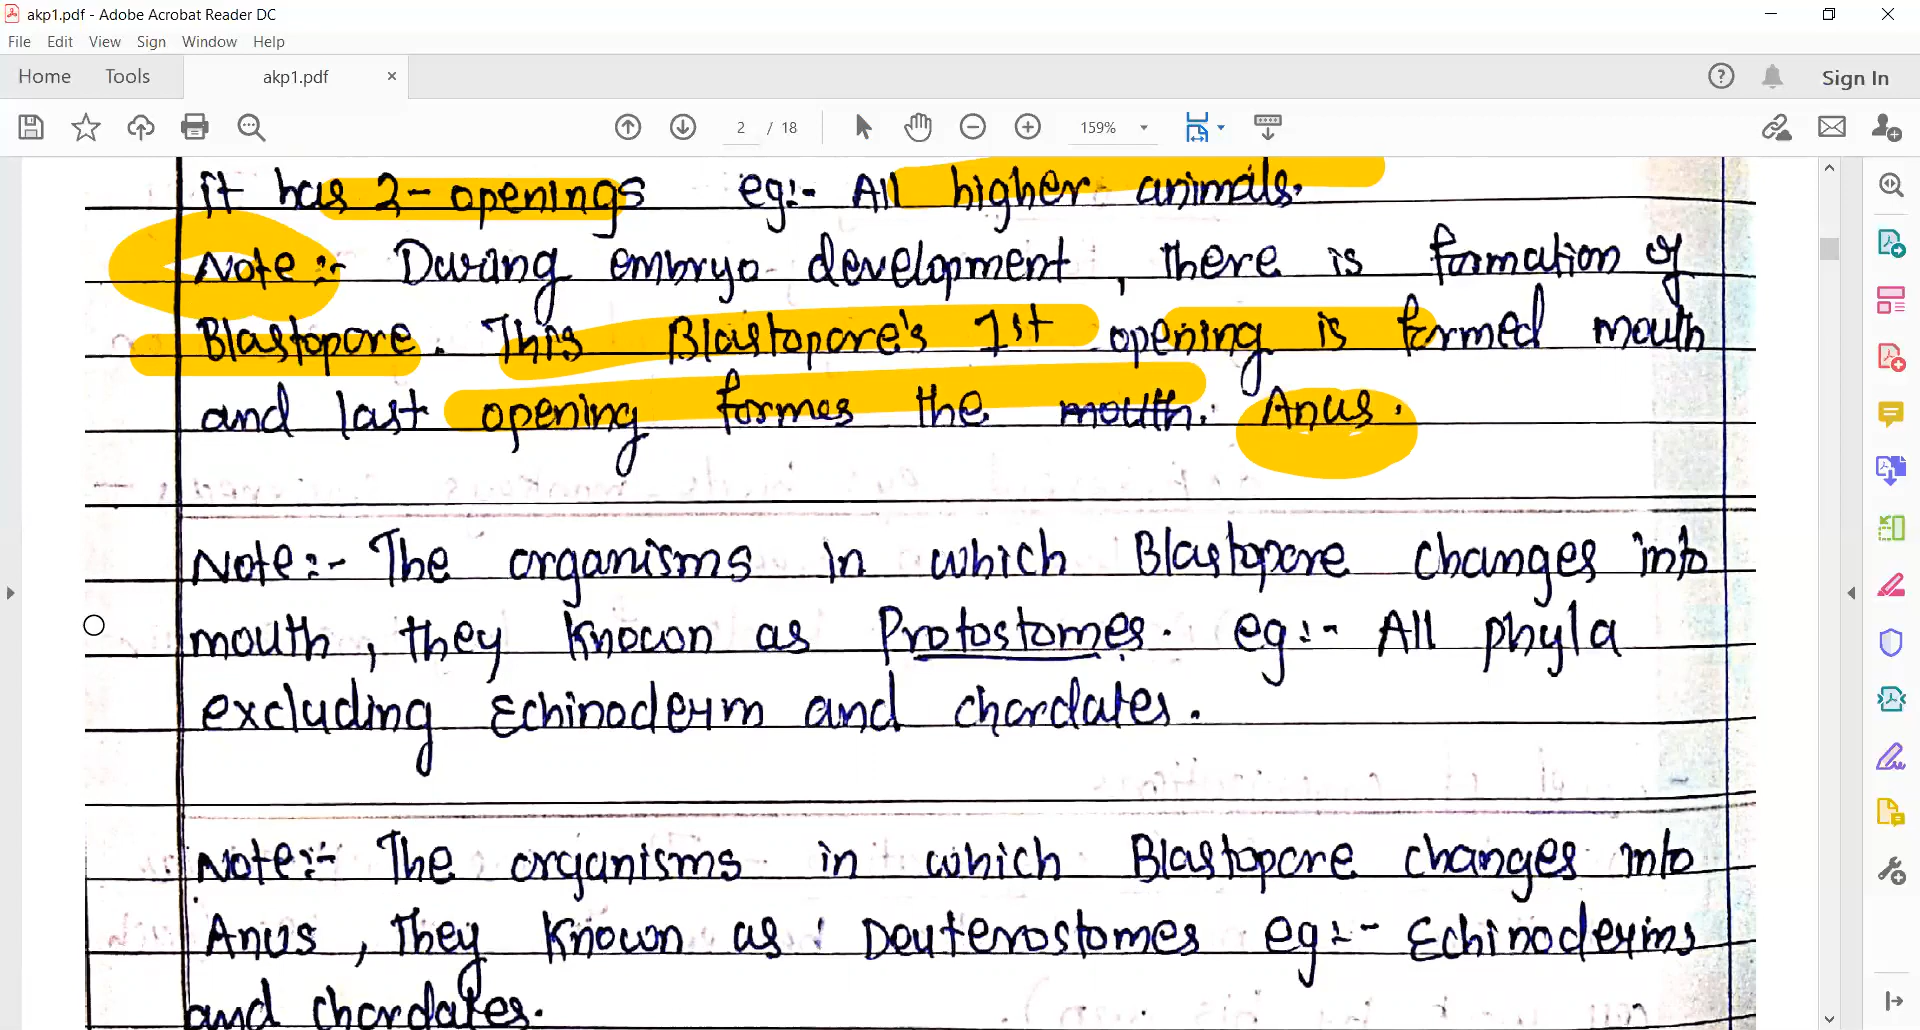 akp1.pdf - Adobe Acrobat Reader DC
File Edit View Sign Window Help
Home Tools akp1.pdf × Sign In
2 / 18 159%
it has 2- openings eg:- All higher animals.
Note:- During embryo development, there is formation of
Blastopore. This Blastopore's 1st opening is formed mouth
and last opening formes the mouth. Anus.
Note:- The organisms in which Blastopore changes into
mouth, they known as Protostomes. eg:- All phyla
excluding Echinoderm and chordates.
Note:- The organisms in which Blastopore changes into
Anus, They known as Deuterostomes eg:- Echinoderms
and chordates.